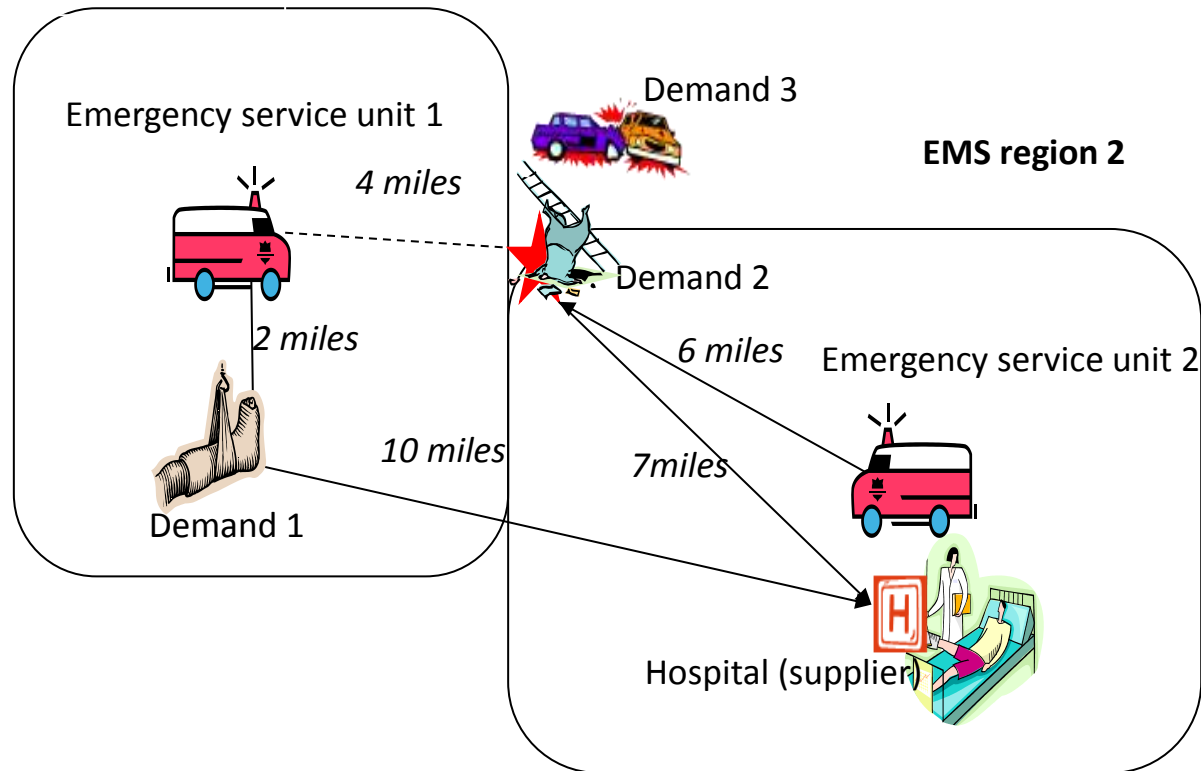 Demand 3
Emergency service unit 1
EMS region 2
4 miles
Demand 2
2 miles
6 miles
Emergency service unit 2
10 miles
7miles
Demand 1
H
Hospital (supplier)